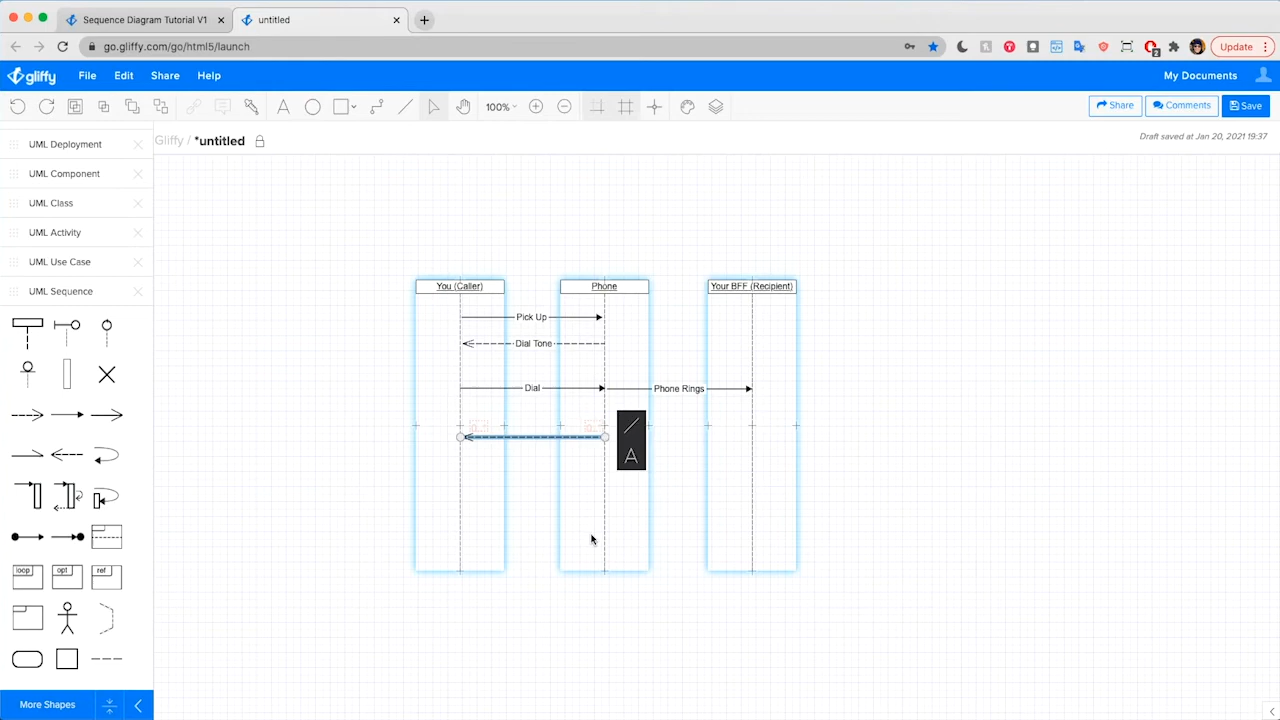 Sequence Diagram Tutorial V1
untitled
go.gliffy.com/go/html5/launch
2
Update
gliffy
File
Edit
Share
Help
My Documents
A
100%
Share
Comments
Save
Gliffy / *untitled
Draft saved at Jan 20, 2021 19:37
UML Deployment
UML Component
UML Class
UML Activity
UML Use Case
UML Sequence
loop
opt
ref
More Shapes
You (Caller)
Phone
Your BFF (Recipient)
Pick Up
Dial Tone
Dial
Phone Rings
A